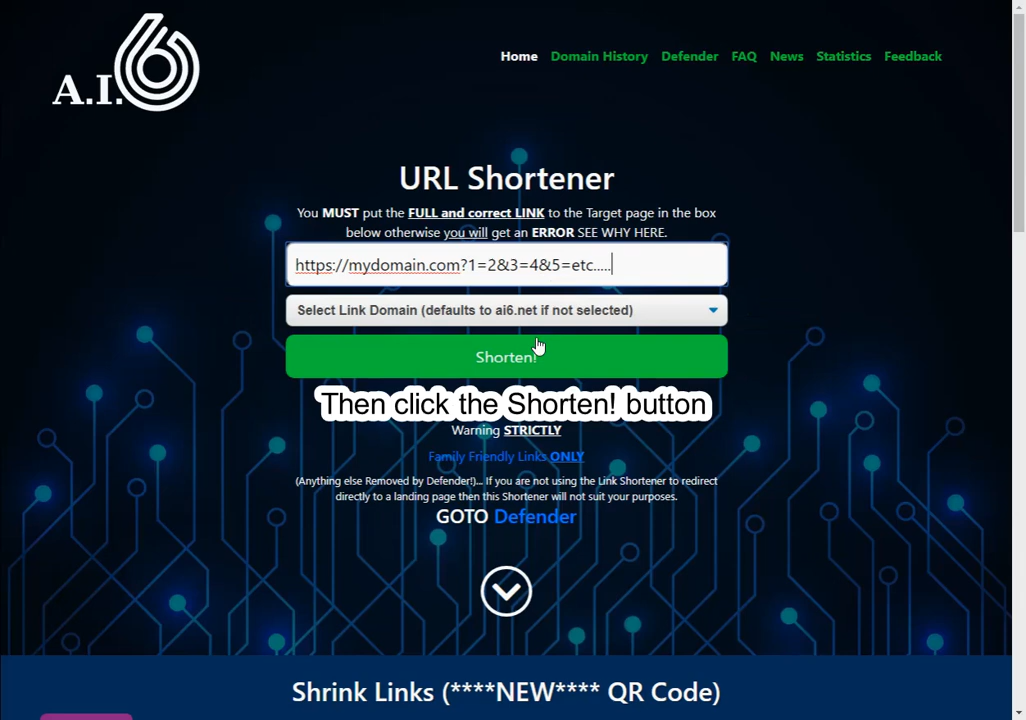 A.I.6
Home Domain History Defender FAQ News Statistics Feedback
URL Shortener
You MUST put the FULL and correct LINK to the Target page in the box
below otherwise you will get an ERROR SEE WHY HERE.
https://mydomain.com?1=2&3=4&5=etc.....
Select Link Domain (defaults to ai6.net if not selected)
Shorten!
Then click the Shorten! button
Warning STRICTLY
Family Friendly Links ONLY
(Anything else Removed by Defender!)... If you are not using the Link Shortener to redirect
directly to a landing page then this Shortener will not suit your purposes.
GOTO Defender
Shrink Links (****NEW**** QR Code)